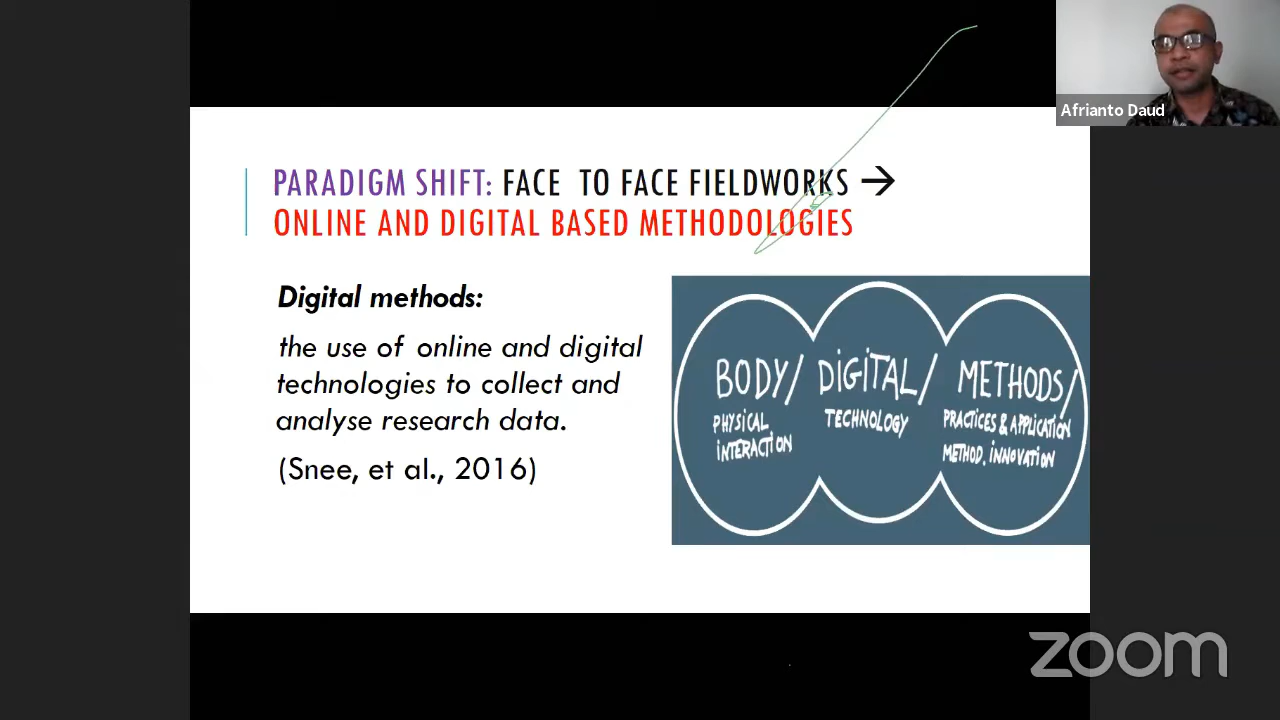 Afrianto Daud
PARADIGM SHIFT: FACE TO FACE FIELDWORKS →
ONLINE AND DIGITAL BASED METHODOLOGIES
Digital methods:
the use of online and digital
technologies to collect and
analyse research data.
(Snee, et al., 2016)
BODY/
PHYSICAL
INTERACTION
DIGITAL/
TECHNOLOGY
METHODS/
PRACTICES & APPLICATION
METHOD, INNOVATION
zoom